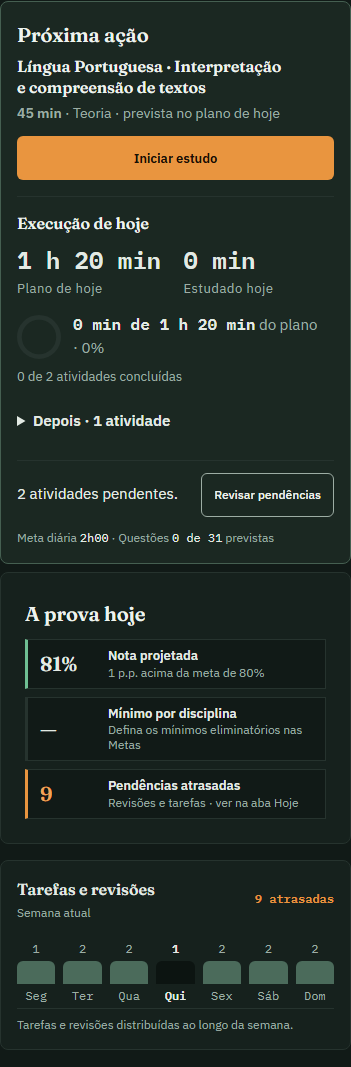 Próxima ação
Língua Portuguesa · Interpretação
e compreensão de textos
45 min · Teoria · prevista no plano de hoje
Iniciar estudo
Execução de hoje
1 h 20 min 0 min
Plano de hoje Estudado hoje
0 min de 1 h 20 min do plano
· 0%
0 de 2 atividades concluídas
Depois · 1 atividade
2 atividades pendentes. Revisar pendências
Meta diária 2h00 · Questões 0 de 31 previstas
A prova hoje
81% Nota projetada
1 p.p. acima da meta de 80%
— Mínimo por disciplina
Defina os mínimos eliminatórios nas
Metas
9 Pendências atrasadas
Revisões e tarefas · ver na aba Hoje
Tarefas e revisões
9 atrasadas
Semana atual
1 2 2 1 2 2 2
Seg Ter Qua Qui Sex Sáb Dom
Tarefas e revisões distribuídas ao longo da semana.